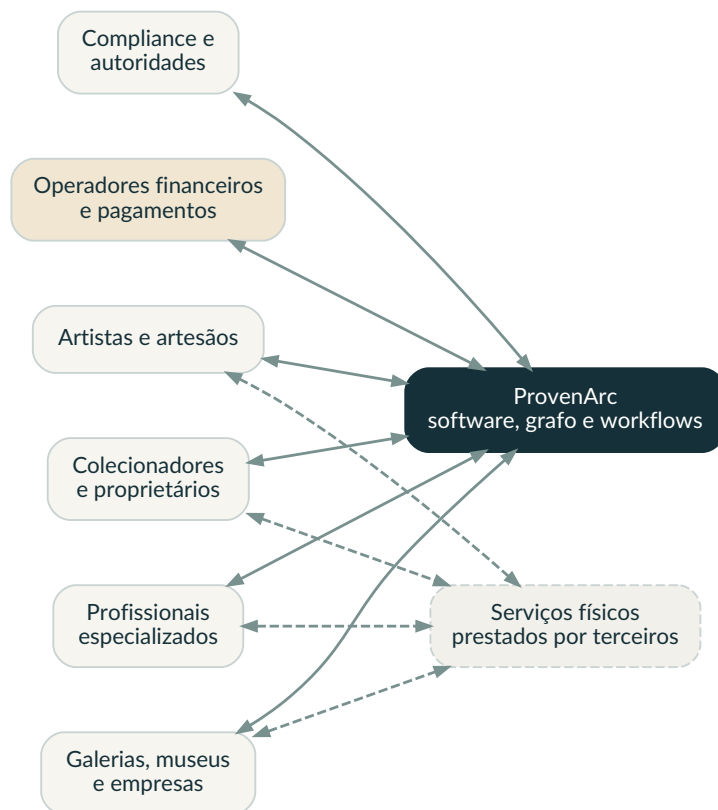 Compliance e
autoridades
Operadores financeiros
e pagamentos
Artistas e artesãos
ProvenArc
software, grafo e workflows
Colecionadores
e proprietários
Profissionais
especializados
Serviços físicos
prestados por terceiros
Galerias, museus
e empresas